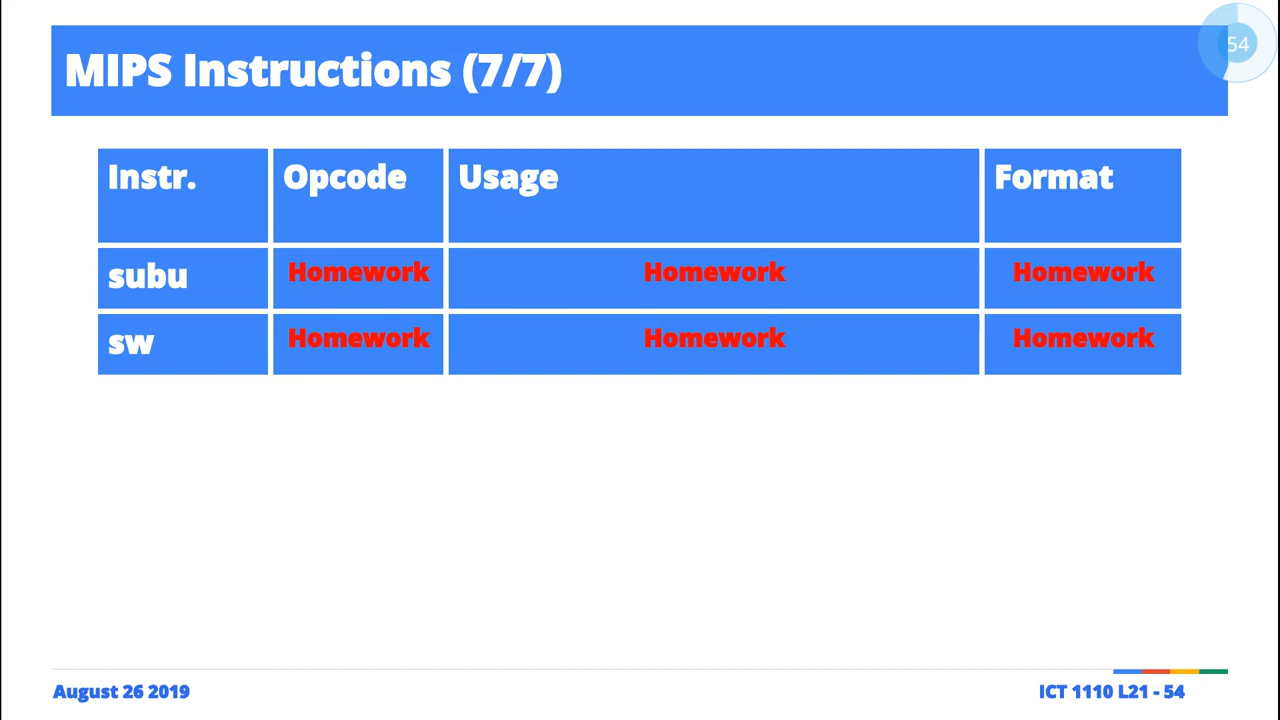 54
MIPS Instructions (7/7)
Instr. Opcode Usage Format
subu Homework Homework Homework
sw Homework Homework Homework
August 26 2019 ICT 1110 L21 - 54